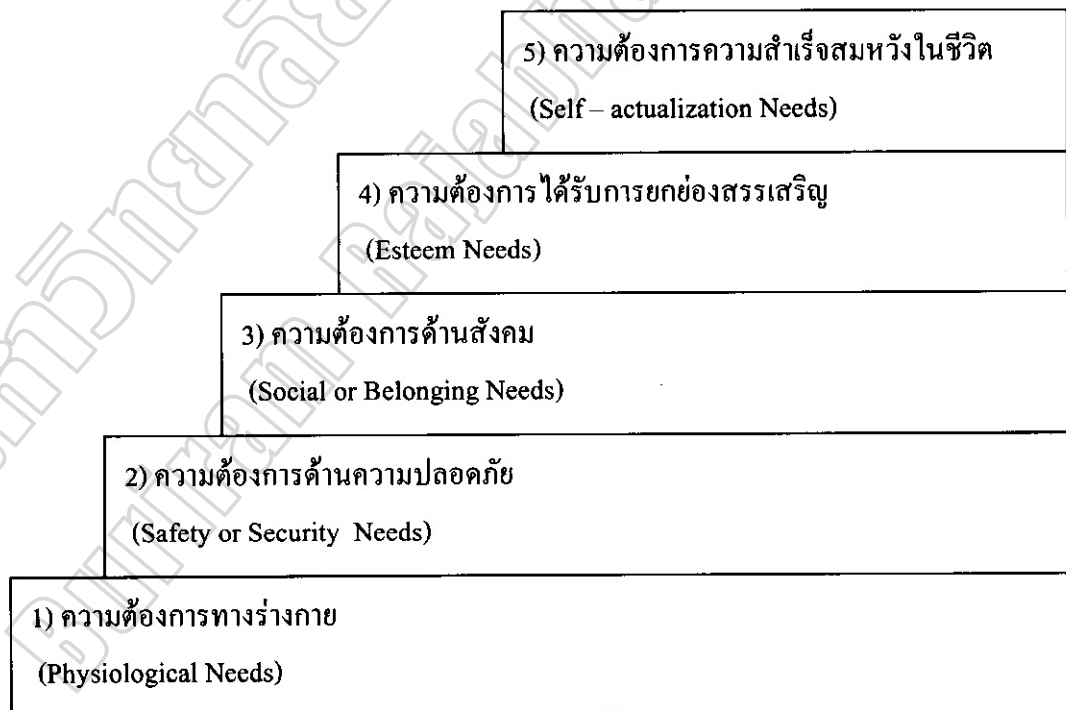 5) ความต้องการความสำเร็จสมหวังในชีวิต
(Self – actualization Needs)
4) ความต้องการได้รับการยกย่องสรรเสริญ
(Esteem Needs)
3) ความต้องการด้านสังคม
(Social or Belonging Needs)
2) ความต้องการด้านความปลอดภัย
(Safety or Security Needs)
1) ความต้องการทางร่างกาย
(Physiological Needs)